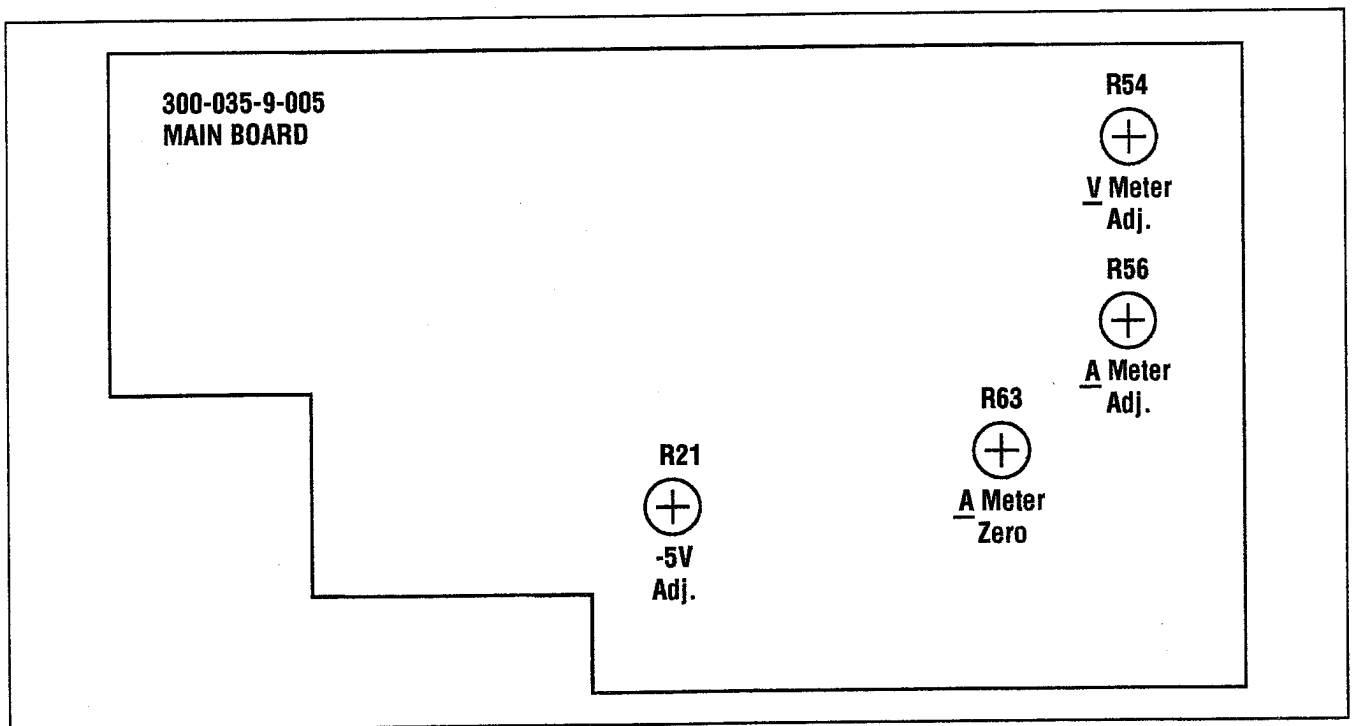 300-035-9-005
MAIN BOARD
R54
V Meter
Adj.
R56
A Meter
Adj.
R63
A Meter
Zero
R21
-5V
Adj.